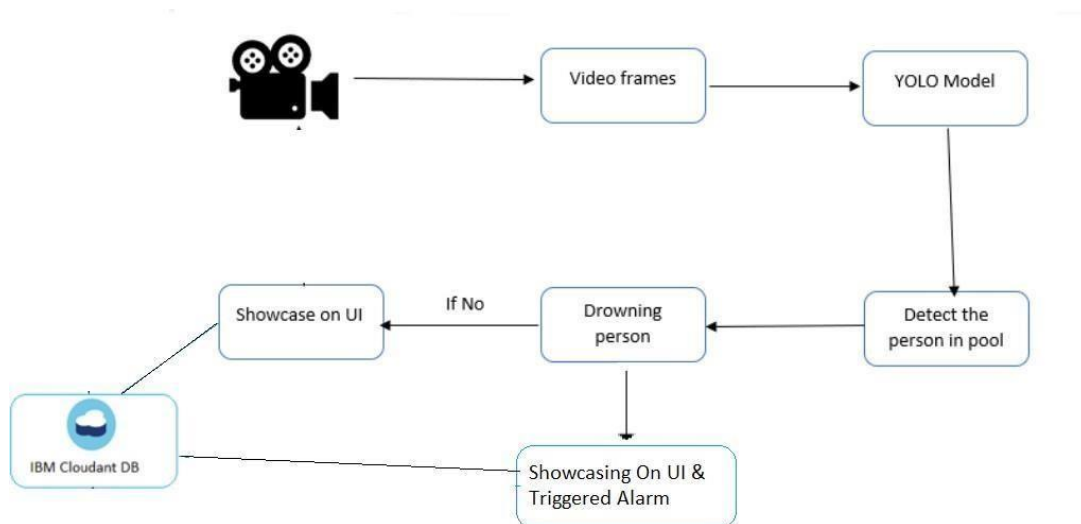 Video frames
YOLO Model
Showcase on UI
If No
Drowning
person
Detect the
person in pool
IBM Cloudant DB
Showcasing On UI &
Triggered Alarm